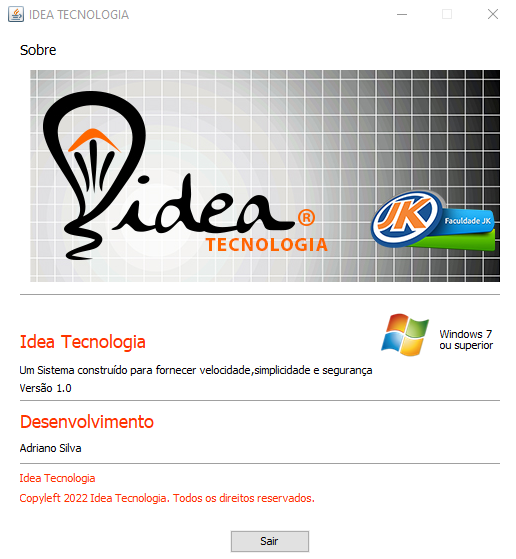 IDEA TECNOLOGIA
Sobre
idea®
TECNOLOGIA
JK
Faculdade JK
Windows 7
ou superior
Idea Tecnologia
Um Sistema construído para fornecer velocidade,simplicidade e segurança
Versão 1.0
Desenvolvimento
Adriano Silva
Idea Tecnologia
Copyleft 2022 Idea Tecnologia. Todos os direitos reservados.
Sair